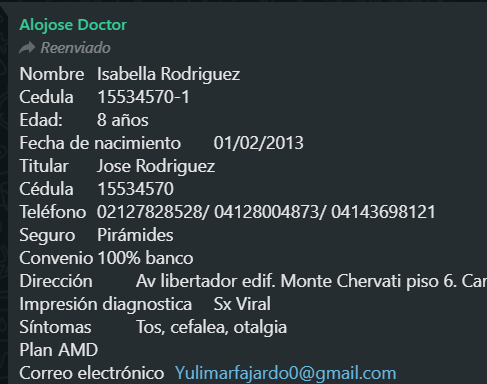 Alojose Doctor
Reenviado
Nombre Isabella Rodriguez
Cedula 15534570-1
Edad: 8 años
Fecha de nacimiento 01/02/2013
Titular Jose Rodriguez
Cédula 15534570
Teléfono 02127828528/ 04128004873/ 04143698121
Seguro Pirámides
Convenio 100% banco
Dirección Av libertador edif. Monte Chervati piso 6.
Impresión diagnostica Sx Viral
Síntomas Tos, cefalea, otalgia
Plan AMD
Correo electrónico Yulimarfajardo0@gmail.com